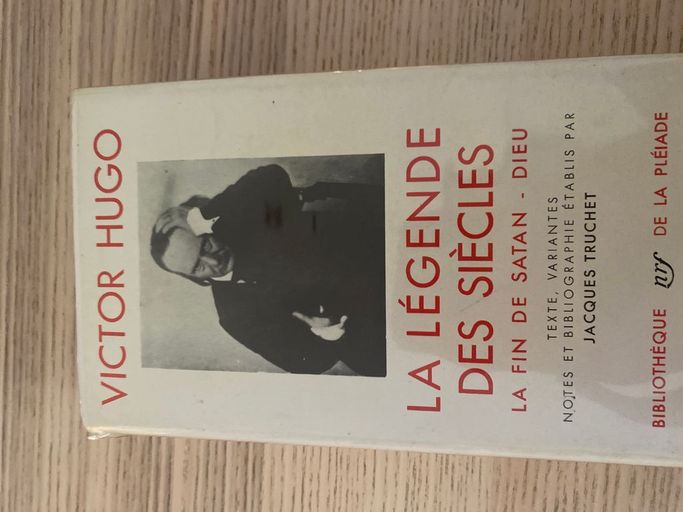 VICTOR HUGO
LA LÉGENDE
DES SIÈCLES
LA FIN DE SATAN - DIEU
TEXTE, VARIANTES
NOTES ET BIBLIOGRAPHIE ÉTABLIS PAR
JACQUES TRUCHET
BIBLIOTHÈQUE nrf DE LA PLÉIADE